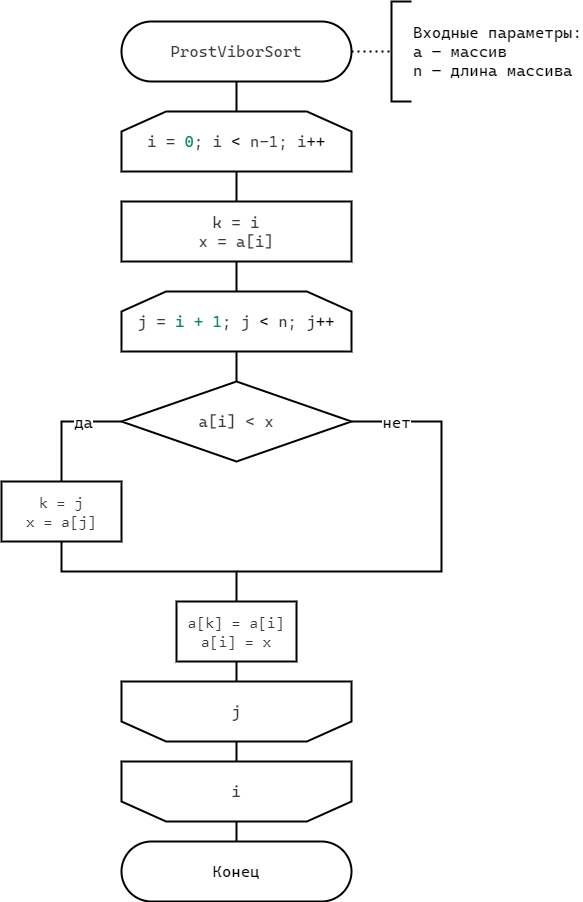 ProstViborSort
Входные параметры:
a – массив
n – длина массива
i = 0; i < n-1; i++
k = i
x = a[i]
j = i + 1; j < n; j++
a[i] < x
да
нет
k = j
x = a[j]
a[k] = a[i]
a[i] = x
j
i
Конец